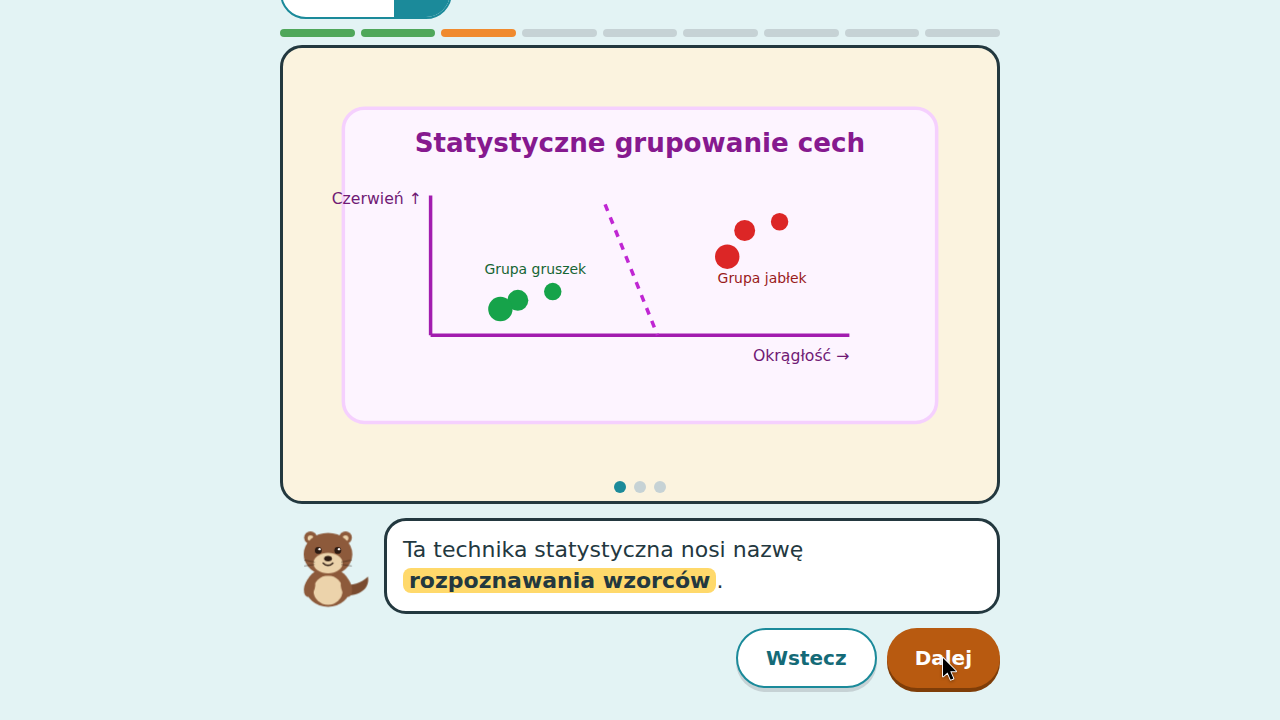 Statystyczne grupowanie cech
Czerwień ↑
Grupa gruszek
Grupa jabłek
Okrągłość →
Ta technika statystyczna nosi nazwę
rozpoznawania wzorców.
Wstecz
Dalej